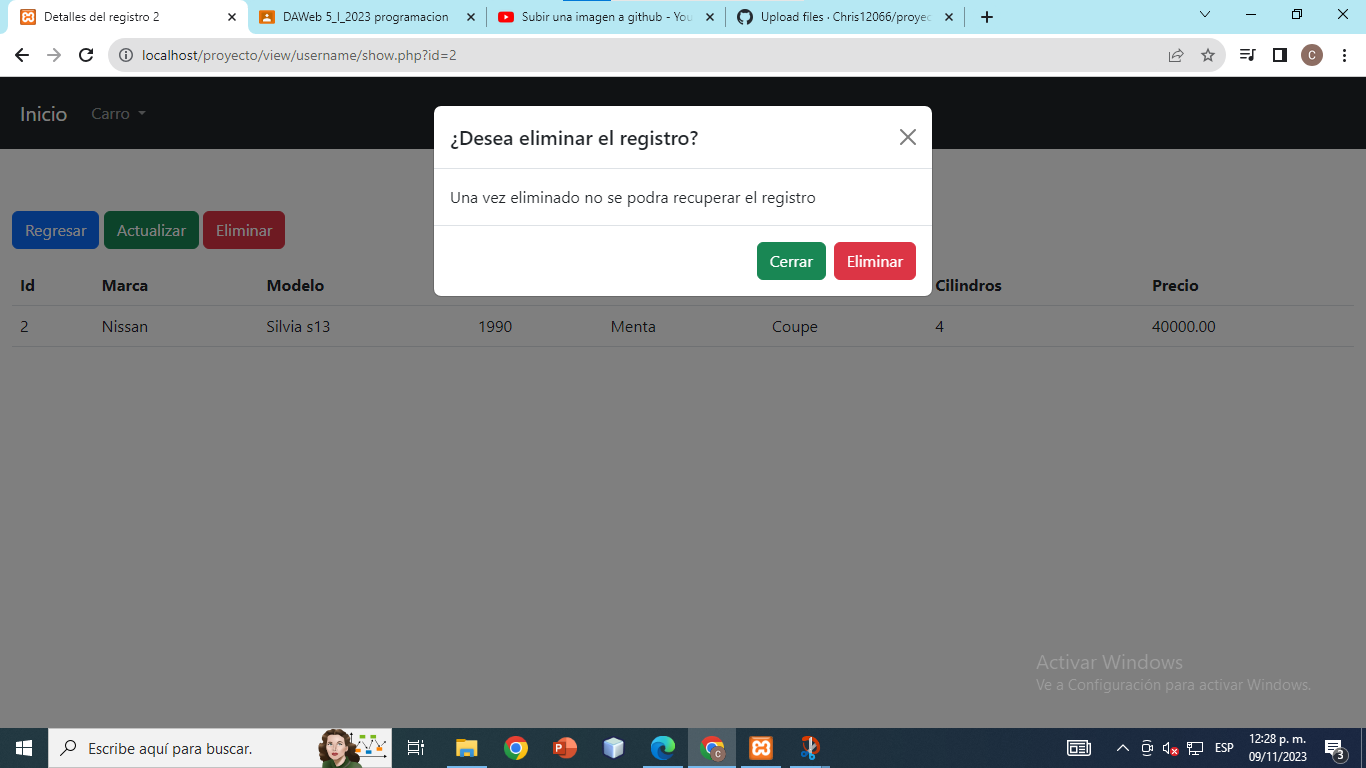 Detalles del registro 2
DAWeb 5_I_2023 programacion
Subir una imagen a github - You
Upload files · Chris12066/proyec
localhost/proyecto/view/username/show.php?id=2
C
Inicio
Carro
¿Desea eliminar el registro?
Una vez eliminado no se podra recuperar el registro
Cerrar
Eliminar
Regresar
Actualizar
Eliminar
Id
Marca
Modelo
Cilindros
Precio
2
Nissan
Silvia s13
1990
Menta
Coupe
4
40000.00
Activar Windows
Ve a Configuración para activar Windows.
Escribe aquí para buscar.
ESP
12:28 p. m.
09/11/2023
3